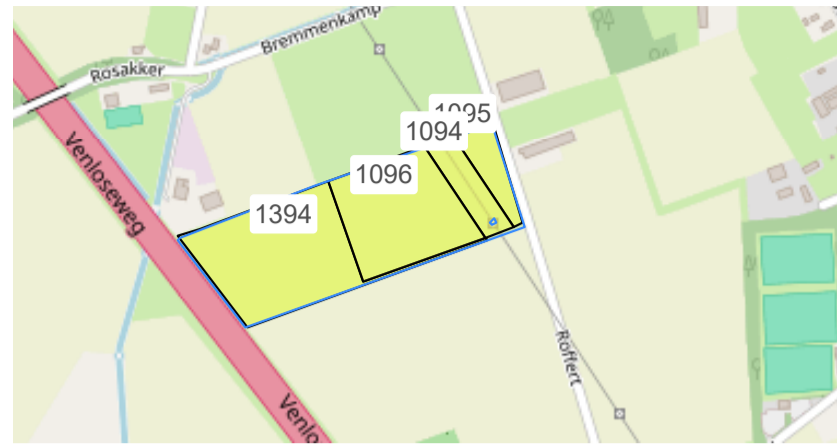 Bremmenkamp
Rosakker
1095
1094
Venloseweg
1096
1394
Roffert
Venlo